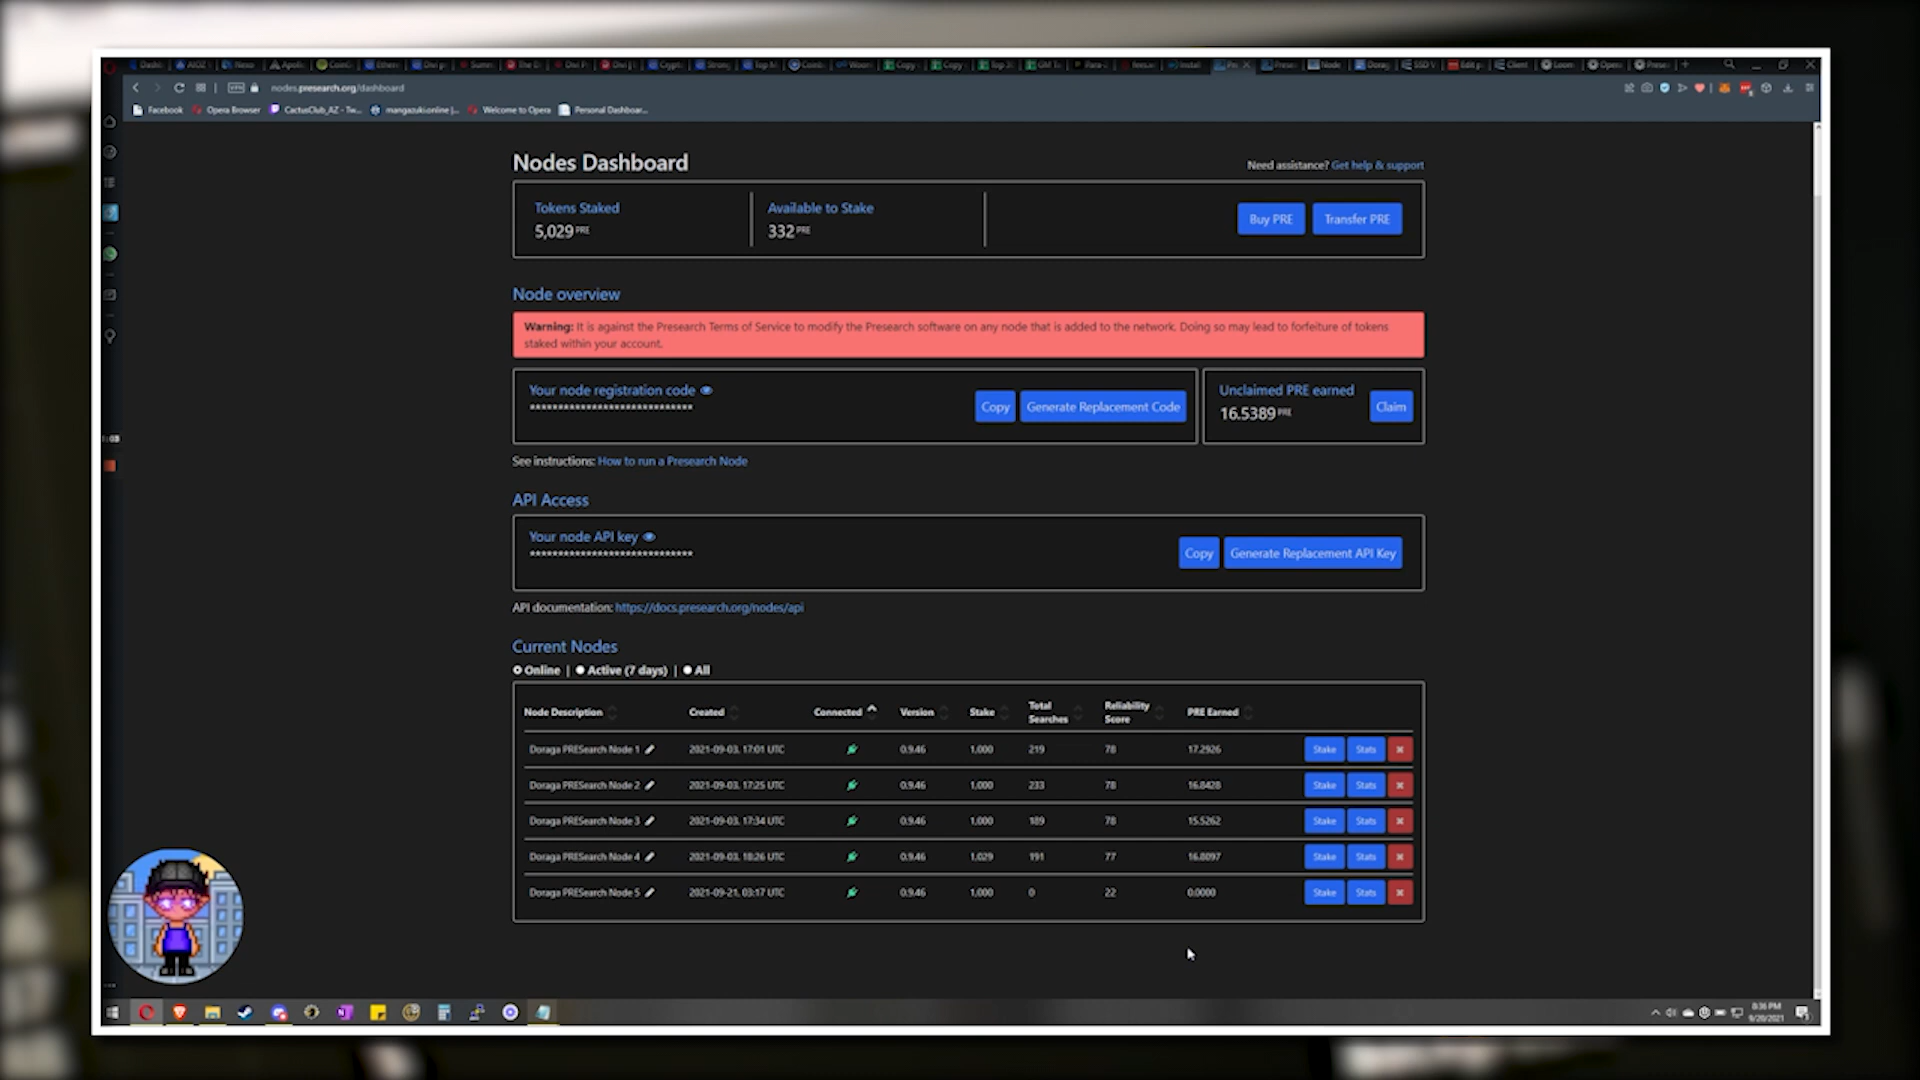 nodes.presearch.org/dashboard
Facebook
Opera Browser
CactusClub_AZ - Tw...
mangazuki.online |...
Welcome to Opera
Personal Dashboar...
Nodes Dashboard
Need assistance? Get help & support
Tokens Staked
5,029 PRE
Available to Stake
332 PRE
Buy PRE
Transfer PRE
Node overview
Warning: It is against the Presearch Terms of Service to modify the Presearch software on any node that is added to the network. Doing so may lead to forfeiture of tokens
staked within your account.
Your node registration code
*****************************
Copy
Generate Replacement Code
Unclaimed PRE earned
16.5389 PRE
Claim
See instructions: How to run a Presearch Node
API Access
Your node API key
*****************************
Copy
Generate Replacement API Key
API documentation: https://docs.presearch.org/nodes/api
Current Nodes
Online | Active (7 days) | All
Node Description Created Connected Version Stake Total Searches Reliability Score PRE Earned
Doraga PRESearch Node 1 2021-09-03, 17:01 UTC 0.9.46 1,000 219 78 17.2926 Stake Stats x
Doraga PRESearch Node 2 2021-09-03, 17:25 UTC 0.9.46 1,000 233 78 16.8428 Stake Stats x
Doraga PRESearch Node 3 2021-09-03, 17:34 UTC 0.9.46 1,000 189 78 15.5262 Stake Stats x
Doraga PRESearch Node 4 2021-09-03, 18:26 UTC 0.9.46 1,029 191 77 16.8097 Stake Stats x
Doraga PRESearch Node 5 2021-09-21, 03:17 UTC 0.9.46 1,000 0 22 0.0000 Stake Stats x
8:36 PM
9/20/2021